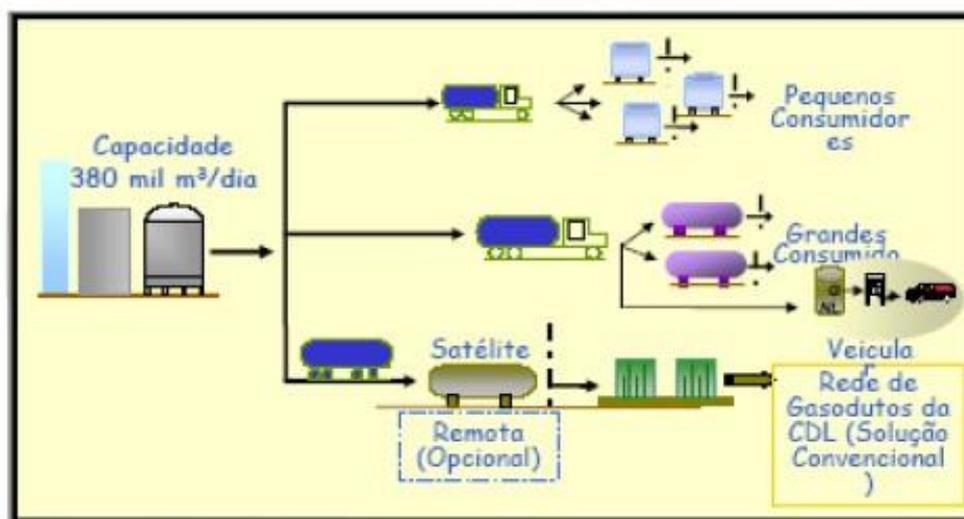 Capacidade
380 mil m³/dia
Pequenos
Consumidor
es
Grandes
Consumido
NL
Satélite
Remota
(Opcional)
Veicula
r
Rede de
Gasodutos da
CDL (Solução
Convencional
)